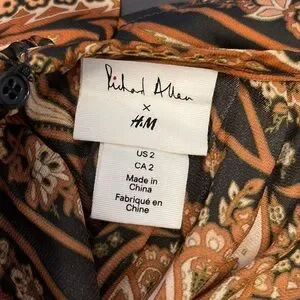 Richard Allan
×
H&M
US 2
CA 2
Made in
China
Fabriqué en
Chine